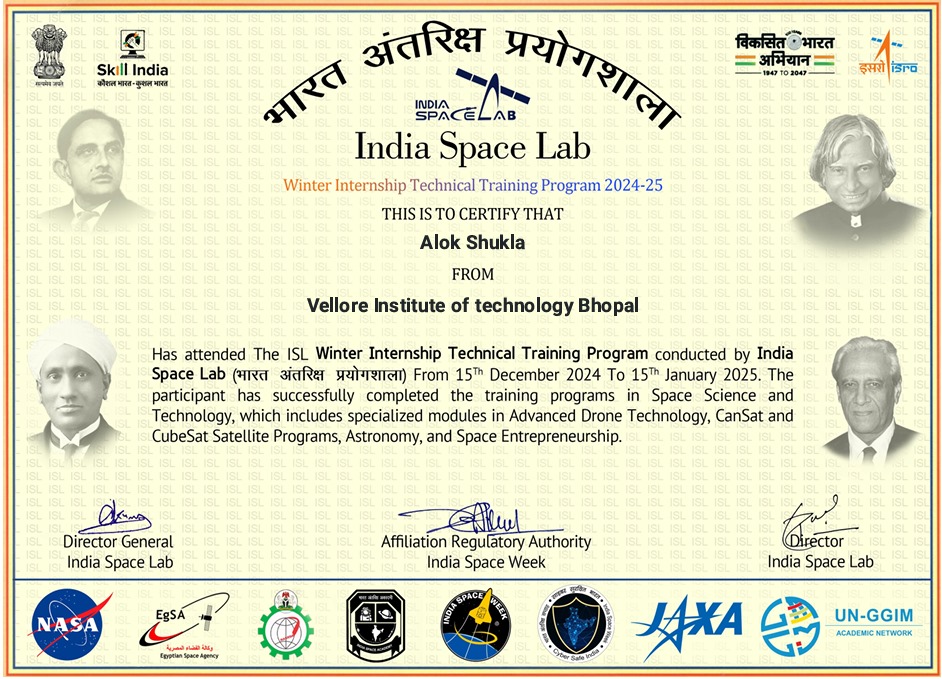 सत्यमेव जयते
Skill India
कौशल भारत - कुशल भारत
भारत अंतरिक्ष प्रयोगशाला
विकसित भारत
अभियान
1947 TO 2047
इसरो isro
INDIA
SPACE LAB
India Space Lab
Winter Internship Technical Training Program 2024-25
THIS IS TO CERTIFY THAT
Alok Shukla
FROM
Vellore Institute of technology Bhopal
Has attended The ISL Winter Internship Technical Training Program conducted by India
Space Lab (भारत अंतरिक्ष प्रयोगशाला) From 15Th December 2024 To 15Th January 2025. The
participant has successfully completed the training programs in Space Science and
Technology, which includes specialized modules in Advanced Drone Technology, CanSat and
CubeSat Satellite Programs, Astronomy, and Space Entrepreneurship.
Director General
India Space Lab
Affiliation Regulatory Authority
India Space Week
Director
India Space Lab
NASA
EgSA
وكالة الفضاء المصرية
Egyptian Space Agency
INDIA SPACE WEEK
Cyber Safe India
JAXA
UN-GGIM
ACADEMIC NETWORK